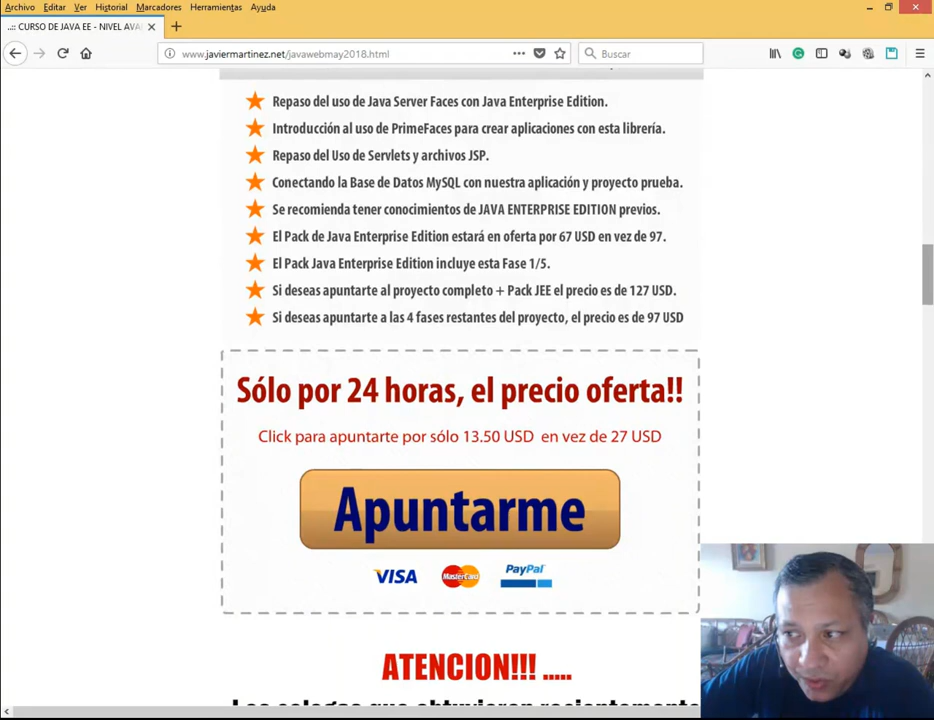 Archivo Editar Ver Historial Marcadores Herramientas Ayuda
..:: CURSO DE JAVA EE - NIVEL AVA
www.javiermartinez.net/javawebmay2018.html
Buscar
Repaso del uso de Java Server Faces con Java Enterprise Edition.
Introducción al uso de PrimeFaces para crear aplicaciones con esta librería.
Repaso del Uso de Servlets y archivos JSP.
Conectando la Base de Datos MySQL con nuestra aplicación y proyecto prueba.
Se recomienda tener conocimientos de JAVA ENTERPRISE EDITION previos.
El Pack de Java Enterprise Edition estará en oferta por 67 USD en vez de 97.
El Pack Java Enterprise Edition incluye esta Fase 1/5.
Si deseas apuntarte al proyecto completo + Pack JEE el precio es de 127 USD.
Si deseas apuntarte a las 4 fases restantes del proyecto, el precio es de 97 USD
Sólo por 24 horas, el precio oferta!!
Click para apuntarte por sólo 13.50 USD en vez de 27 USD
Apuntarme
VISA MasterCard PayPal
ATENCION!!! .....
Los colegas que obtuvieron recientemente